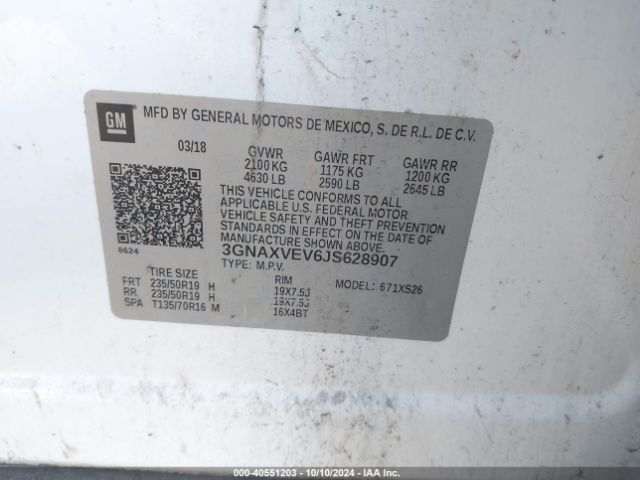 GM
MFD BY GENERAL MOTORS DE MEXICO, S. DE R.L. DE C.V.
03/18 GVWR GAWR FRT GAWR RR
2100 KG 1175 KG 1200 KG
4630 LB 2590 LB 2645 LB
THIS VEHICLE CONFORMS TO ALL
APPLICABLE U.S. FEDERAL MOTOR
VEHICLE SAFETY AND THEFT PREVENTION
STANDARDS IN EFFECT ON THE DATE OF
MANUFACTURE SHOWN ABOVE.
8624
3GNAXVEV6JS628907
TYPE: M.P.V. MODEL: 671XS26
TIRE SIZE RIM
FRT 235/50R19 H 19X7.5J
RR 235/50R19 H 19X7.5J
SPA T135/70R16 M 16X4BT
000-40551203 - 10/10/2024 - IAA Inc.